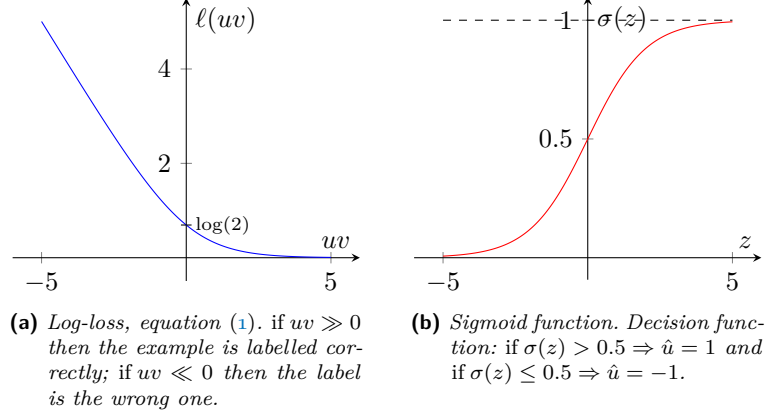 ℓ(uv)
4
2
log(2)
uv
−5
5
(a) Log-loss, equation (1). if uv ≫ 0
then the example is labelled cor-
rectly; if uv ≪ 0 then the label
is the wrong one.
1
σ(z)
0.5
z
−5
5
(b) Sigmoid function. Decision func-
tion: if σ(z) > 0.5 ⇒ û = 1 and
if σ(z) ≤ 0.5 ⇒ û = −1.